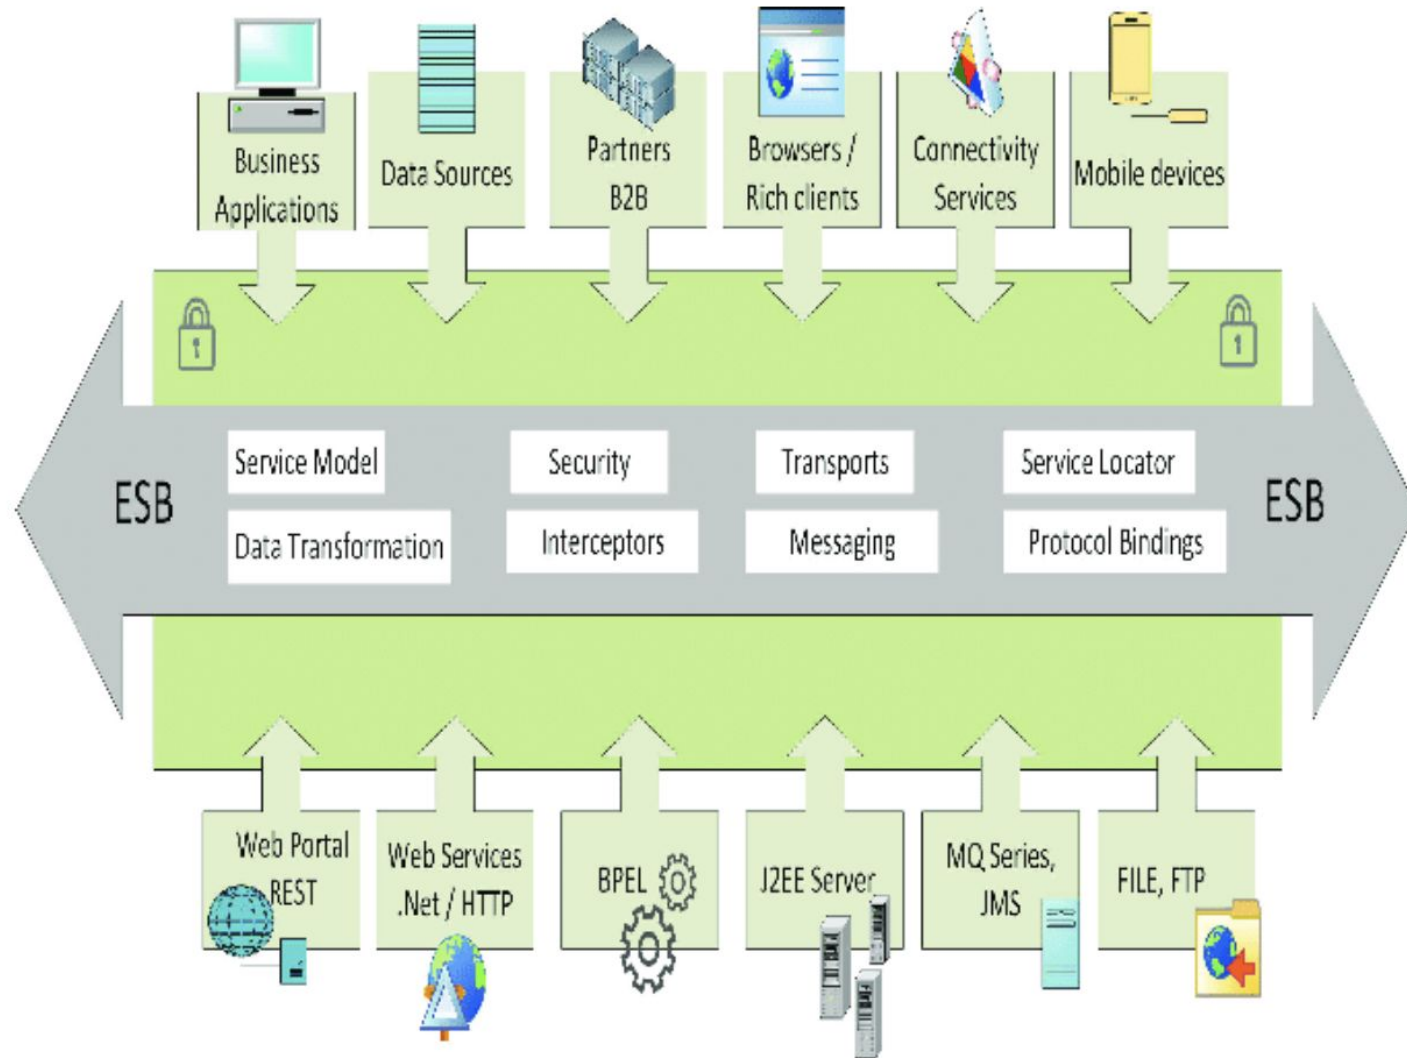 Business
Applications
Data Sources
Partners
B2B
Browsers /
Rich clients
Connectivity
Services
Mobile devices
ESB
Service Model
Security
Transports
Service Locator
ESB
Data Transformation
Interceptors
Messaging
Protocol Bindings
Web Portal
REST
Web Services
.Net / HTTP
BPEL
J2EE Server
MQ Series,
JMS
FILE, FTP